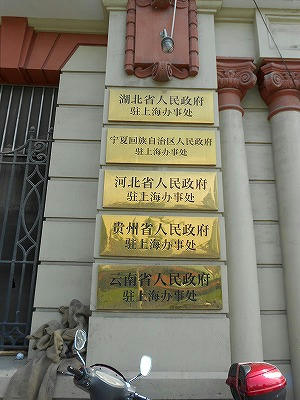 湖北省人民政府
驻上海办事处
宁夏回族自治区人民政府
驻上海办事处
河北省人民政府
驻上海办事处
贵州省人民政府
驻上海办事处
云南省人民政府
驻上海办事处